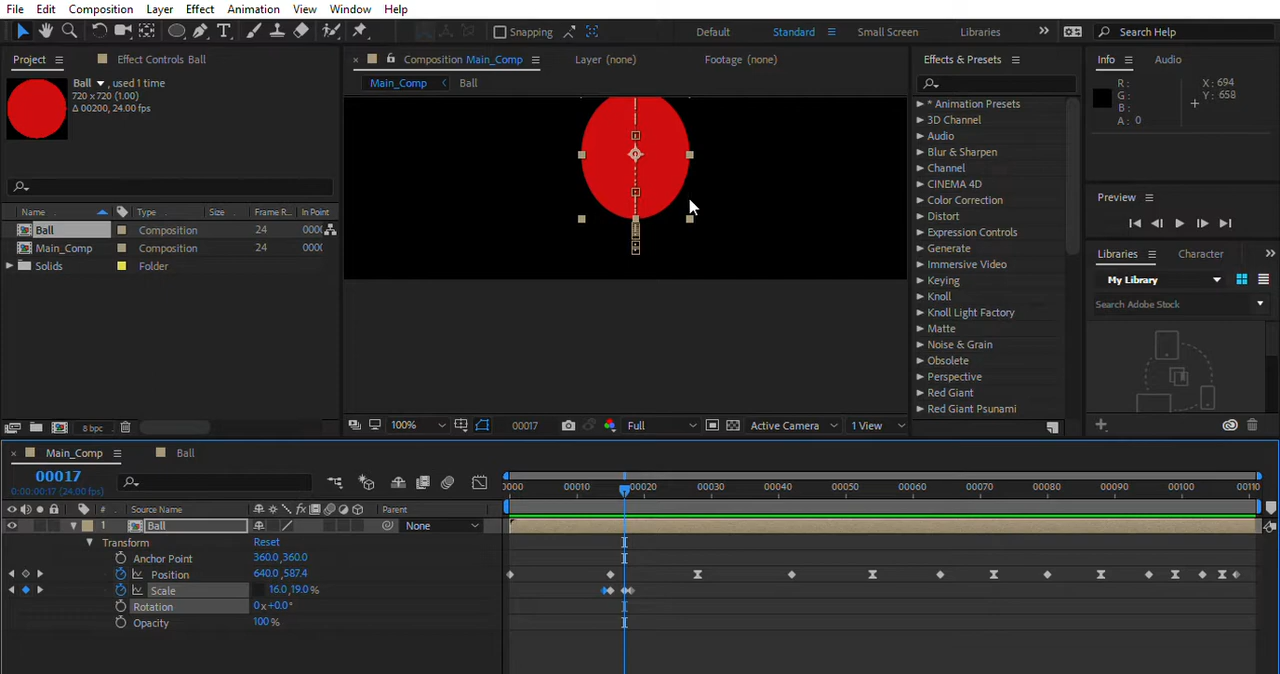 File Edit Composition Layer Effect Animation View Window Help
Snapping Default Standard Small Screen Libraries Search Help
Project Effect Controls Ball
Ball , used 1 time
720 x 720 (1.00)
Δ 00200, 24.00 fps
Name Type Size Frame R... In Point
Ball Composition 24 000
Main_Comp Composition 24 000
Solids Folder
8 bpc
Composition Main_Comp Layer (none) Footage (none)
Main_Comp Ball
100% 00017 Full Active Camera 1 View
Effects & Presets
* Animation Presets
3D Channel
Audio
Blur & Sharpen
Channel
CINEMA 4D
Color Correction
Distort
Expression Controls
Generate
Immersive Video
Keying
Knoll
Knoll Light Factory
Matte
Noise & Grain
Obsolete
Perspective
Red Giant
Red Giant Psunami
Info Audio
R: X: 694
G: Y: 658
B:
A: 0
Preview
Libraries Character
My Library
Search Adobe Stock
Main_Comp Ball
00017
0:00:00:17 (24.00 fps)
# Source Name Parent
0000 00010 00020 00030 00040 00050 00060 00070 00080 00090 00100 00110
1 Ball None
Transform Reset
Anchor Point 360.0,360.0
Position 640.0,587.4
Scale 16.0,19.0 %
Rotation 0x+0.0°
Opacity 100 %